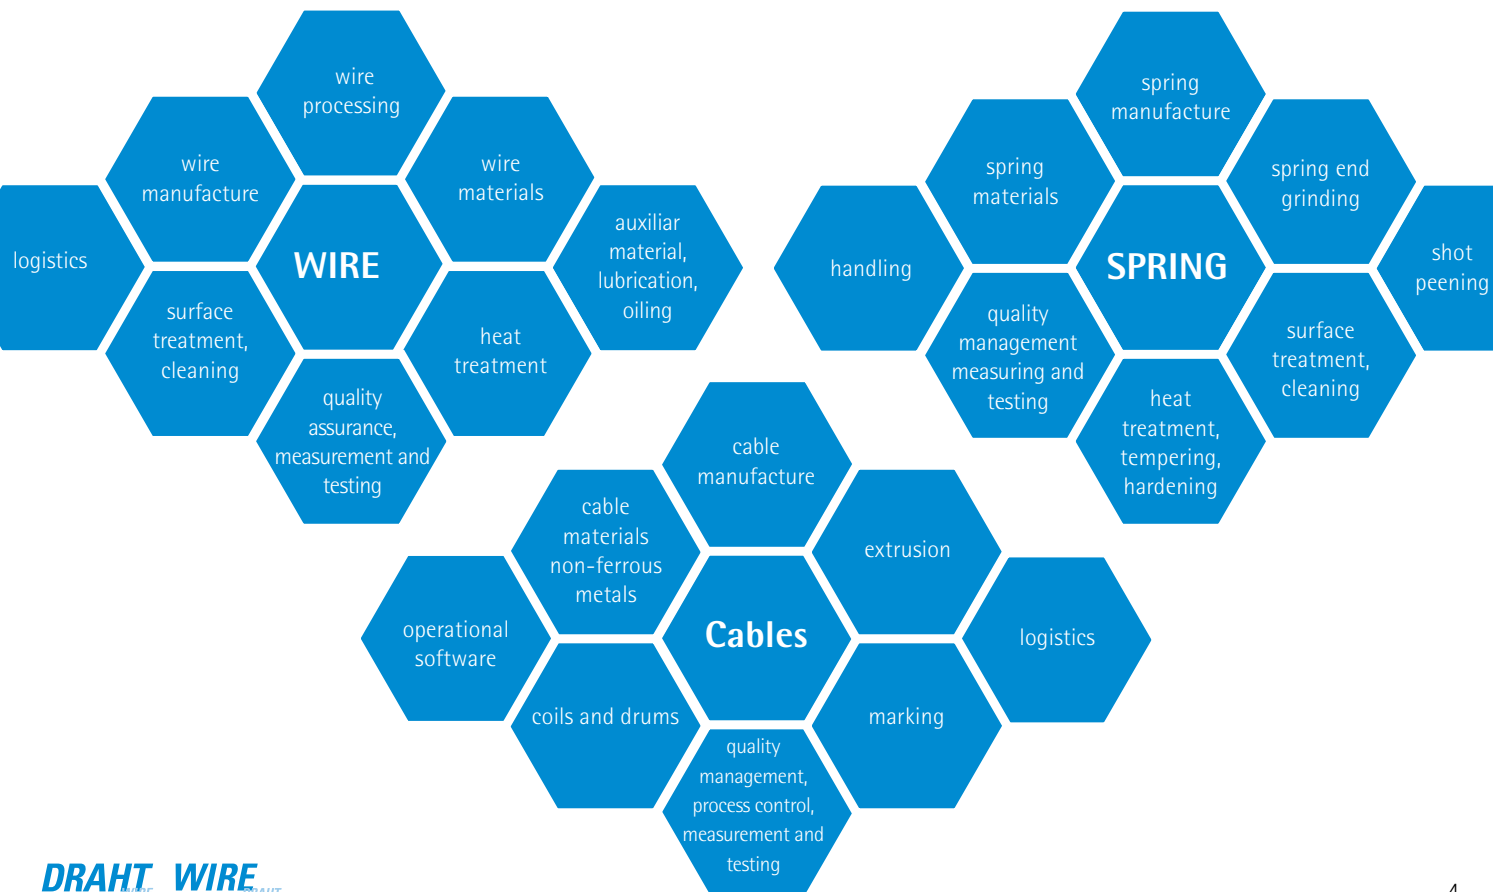 wire
processing
wire
manufacture
wire
materials
logistics
WIRE
auxiliar
material,
lubrication,
oiling
surface
treatment,
cleaning
heat
treatment
quality
assurance,
measurement and
testing
spring
manufacture
spring
materials
spring end
grinding
handling
SPRING
shot
peening
quality
management
measuring and
testing
surface
treatment,
cleaning
heat
treatment,
tempering,
hardening
cable
manufacture
cable
materials
non-ferrous
metals
extrusion
operational
software
Cables
logistics
coils and drums
marking
quality
management,
process control,
measurement and
testing
DRAHT WIRE
WIRE DRAHT
4